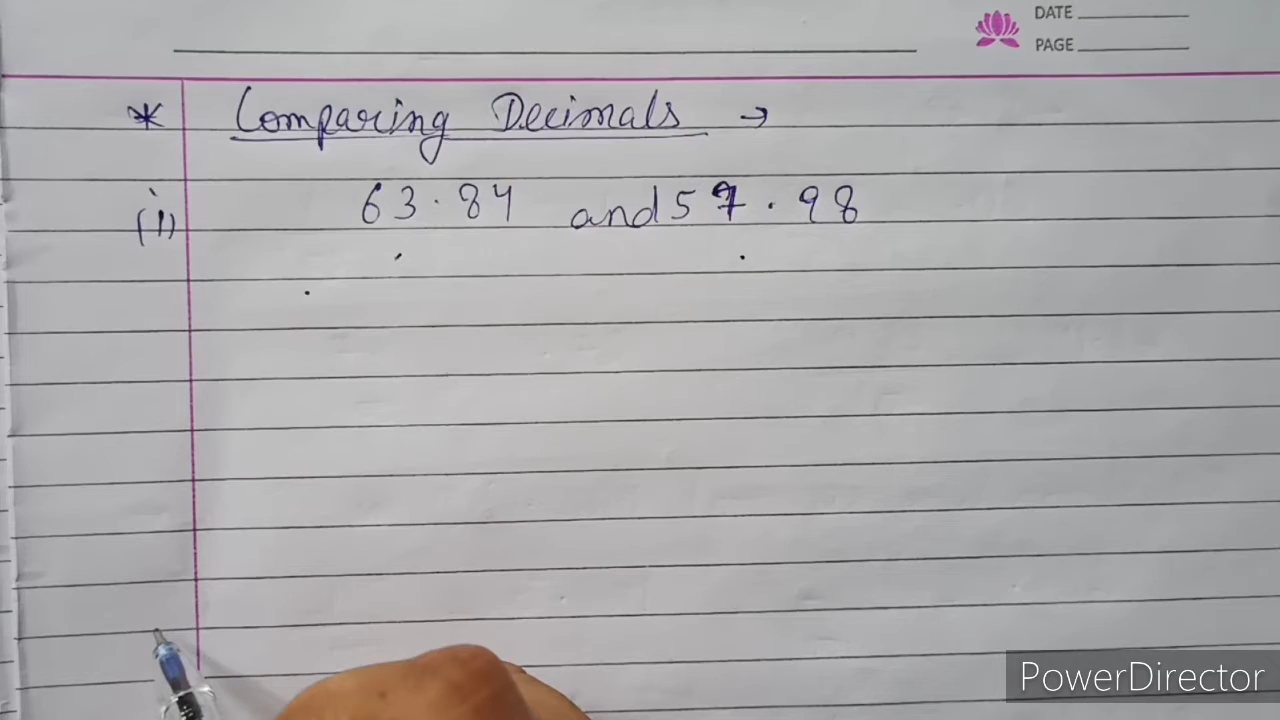 DATE
PAGE
* Comparing Decimals →
(i) 63.84 and 57.98
PowerDirector